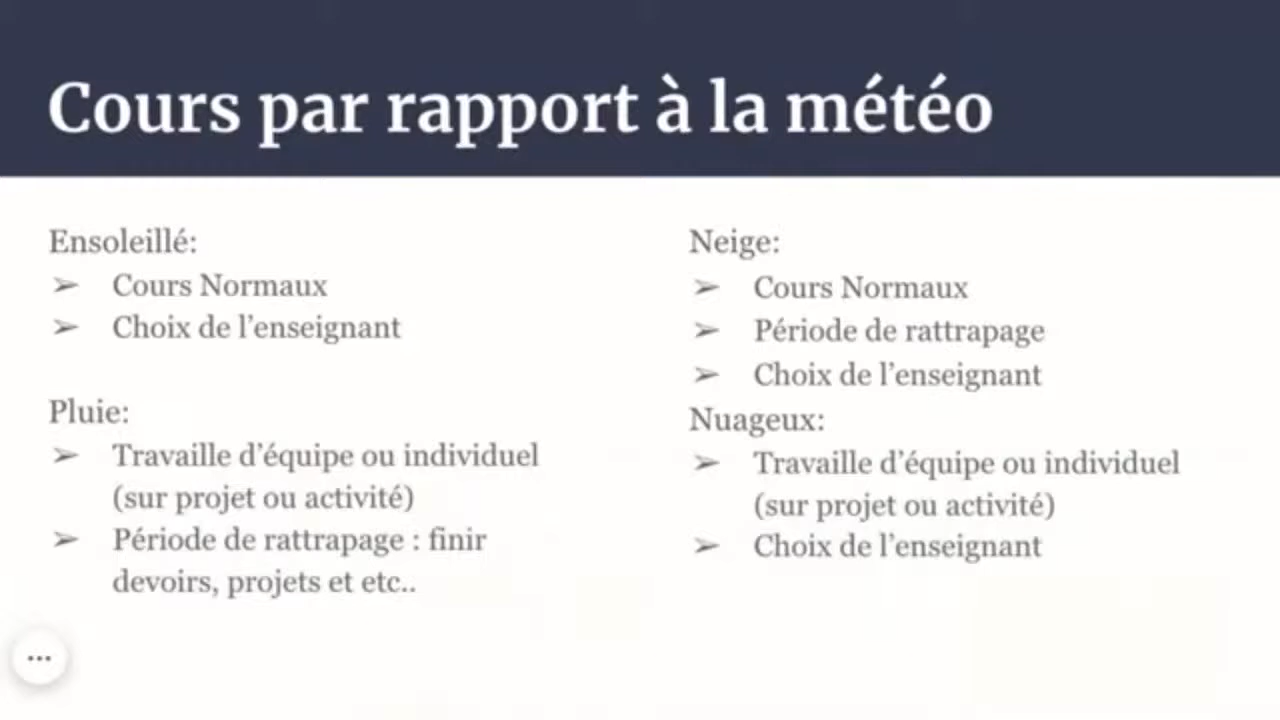 Cours par rapport à la météo
Ensoleillé:
➢ Cours Normaux
➢ Choix de l’enseignant
Pluie:
➢ Travaille d’équipe ou individuel
(sur projet ou activité)
➢ Période de rattrapage : finir
devoirs, projets et etc..
Neige:
➢ Cours Normaux
➢ Période de rattrapage
➢ Choix de l’enseignant
Nuageux:
➢ Travaille d’équipe ou individuel
(sur projet ou activité)
➢ Choix de l’enseignant